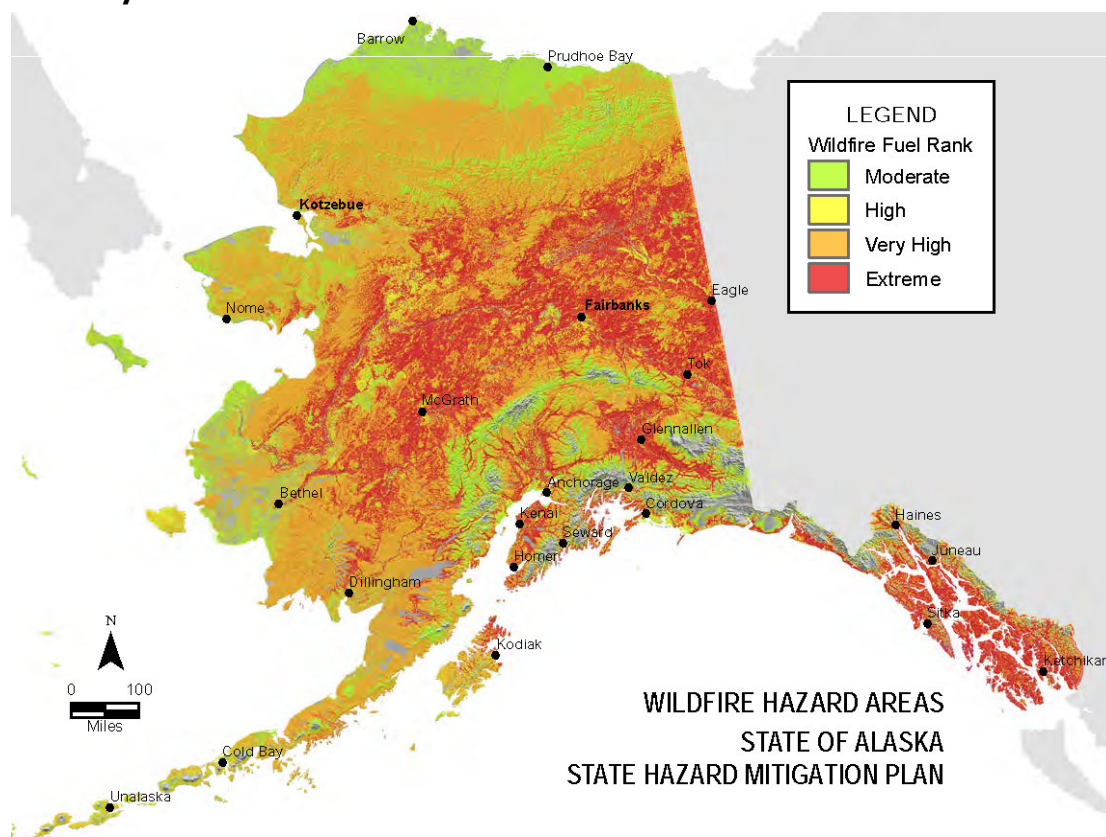 Barrow
Prudhoe Bay
LEGEND
Wildfire Fuel Rank
Moderate
High
Very High
Extreme
Kotzebue
Nome
Fairbanks
Eagle
Tok
McGrath
Glennallen
Bethel
Anchorage
Valdez
Kenai
Cordova
Seward
Homer
Haines
Juneau
Dillingham
Sitka
Kodiak
Ketchikan
N
0 100
Miles
WILDFIRE HAZARD AREAS
STATE OF ALASKA
STATE HAZARD MITIGATION PLAN
Cold Bay
Unalaska